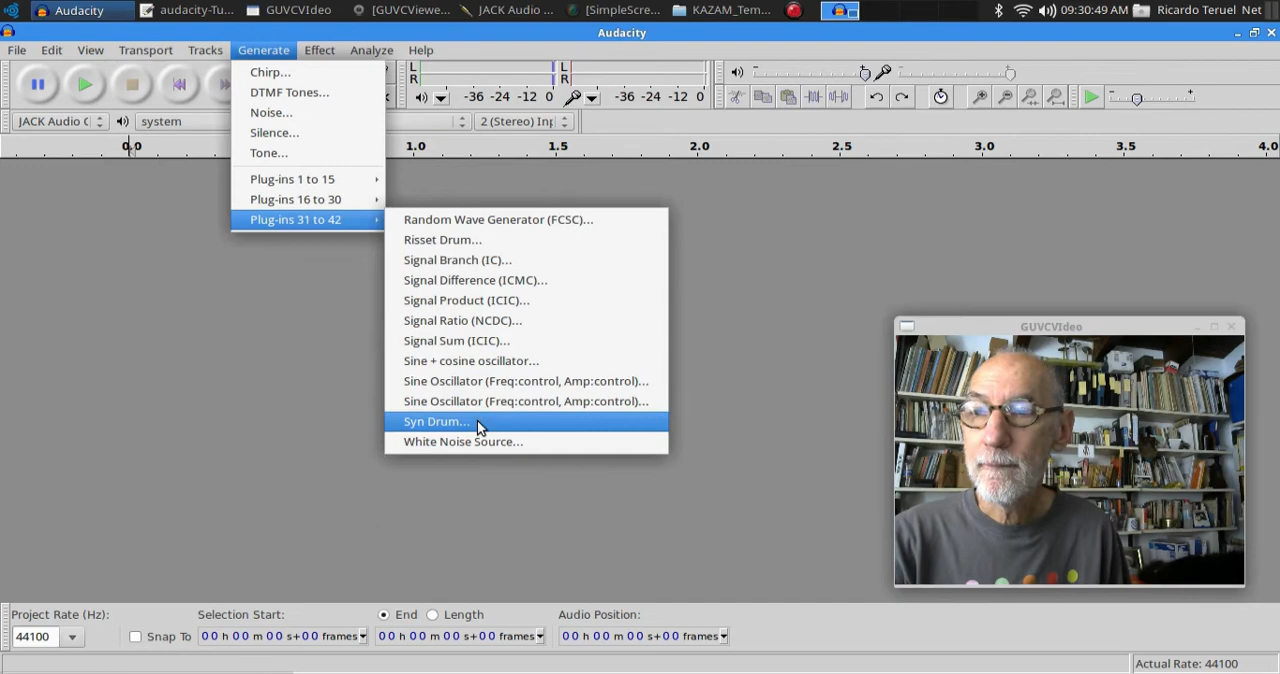 Audacity audacity-Tu... GUVCVIdeo [GUVCViewe... JACK Audio ... [SimpleScre... KAZAM_Tem... 09:30:49 AM Ricardo Teruel Net
Audacity
File Edit View Transport Tracks Generate Effect Analyze Help
L R -36 -24 -12 0 L R -36 -24 -12 0
JACK Audio C system 2 (Stereo) Inp
0.0 1.0 1.5 2.0 2.5 3.0 3.5 4.0
Chirp...
DTMF Tones...
Noise...
Silence...
Tone...
Plug-ins 1 to 15
Plug-ins 16 to 30
Plug-ins 31 to 42
Random Wave Generator (FCSC)...
Risset Drum...
Signal Branch (IC)...
Signal Difference (ICMC)...
Signal Product (ICIC)...
Signal Ratio (NCDC)...
Signal Sum (ICIC)...
Sine + cosine oscillator...
Sine Oscillator (Freq:control, Amp:control)...
Sine Oscillator (Freq:control, Amp:control)...
Syn Drum...
White Noise Source...
GUVCVIdeo
Project Rate (Hz): Selection Start: End Length Audio Position:
44100 Snap To 00 h 00 m 00 s+00 frames 00 h 00 m 00 s+00 frames 00 h 00 m 00 s+00 frames
Actual Rate: 44100